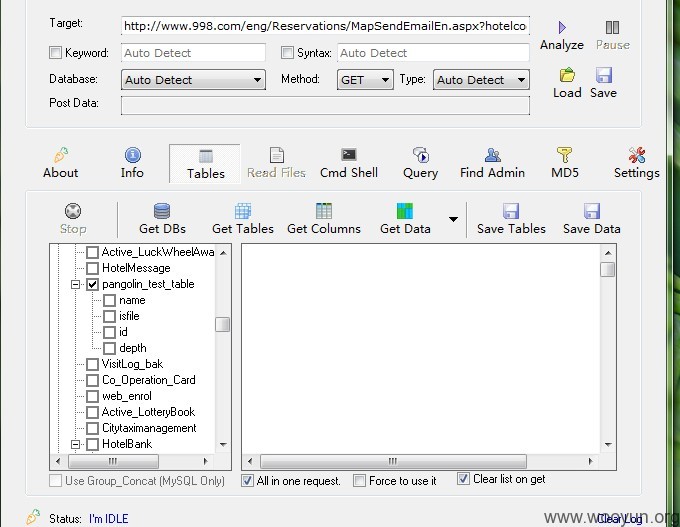 Target: http://www.998.com/eng/Reservations/MapSendEmailEn.aspx?hotelco
Analyze Pause
Keyword: Auto Detect Syntax: Auto Detect
Database: Auto Detect Method: GET Type: Auto Detect
Load Save
Post Data:
About Info Tables Read Files Cmd Shell Query Find Admin MD5 Settings
Stop Get DBs Get Tables Get Columns Get Data Save Tables Save Data
Active_LuckWheelAwa
HotelMessage
pangolin_test_table
name
isfile
id
depth
VisitLog_bak
Co_Operation_Card
web_enrol
Active_LotteryBook
Citytaximanagement
HotelBank
Use Group_Concat (MySQL Only) All in one request. Force to use it Clear list on get
Status: I'm IDLE Clear Log
www.wooyun.org